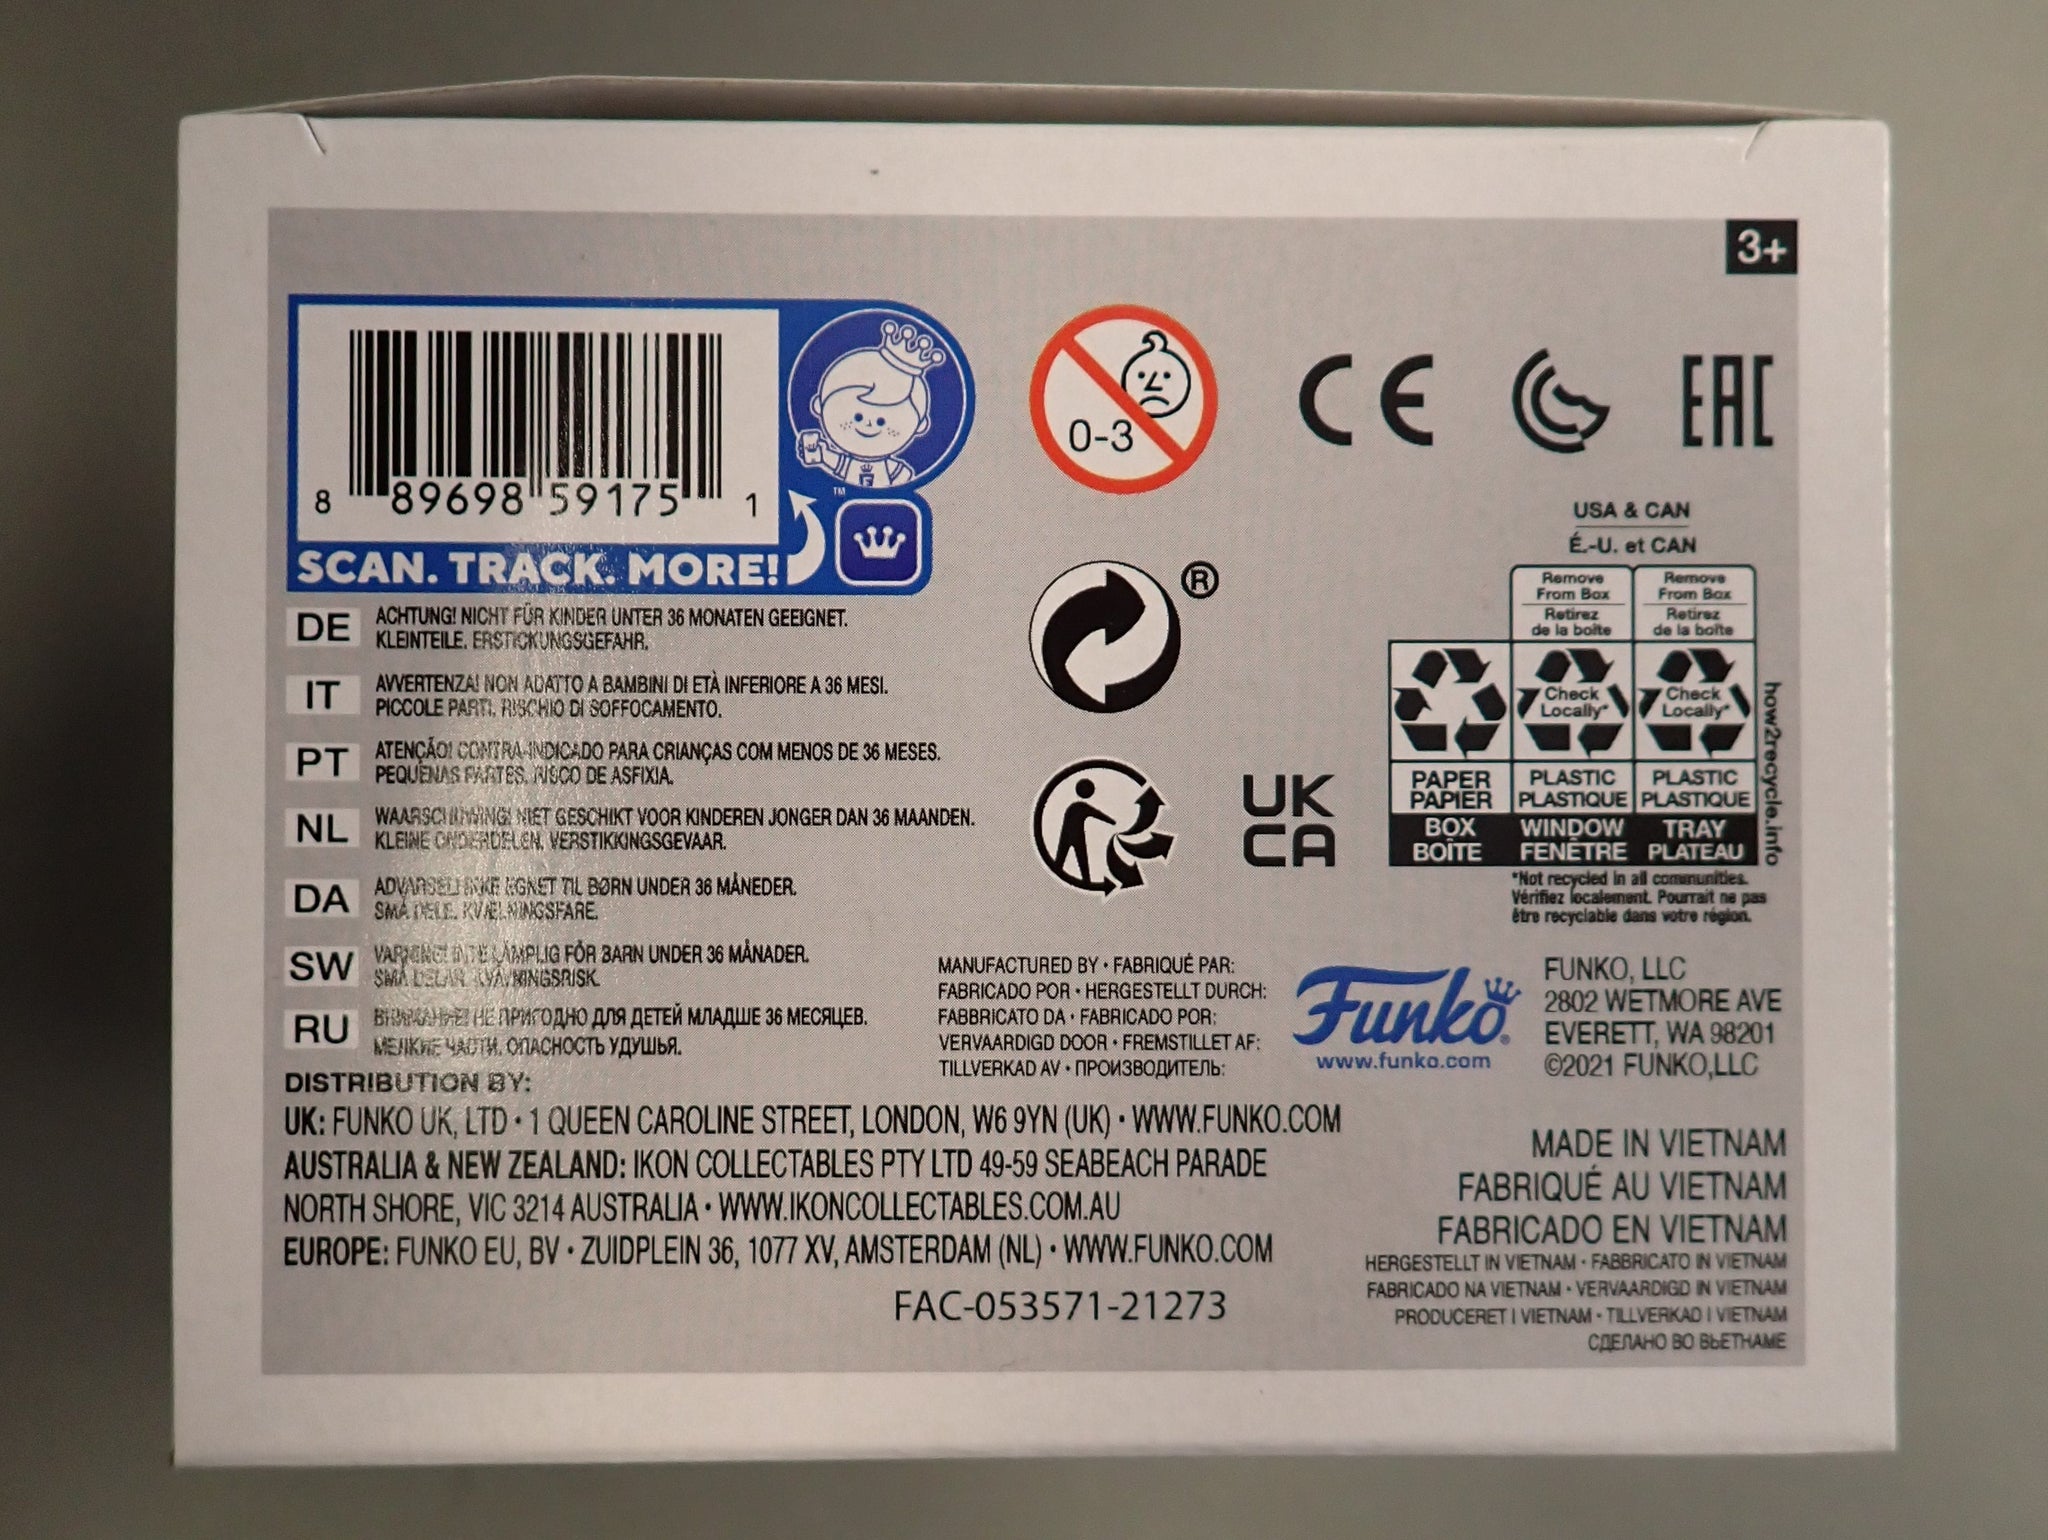 3+
8 89698 59175 1
SCAN. TRACK. MORE!
™
0-3
CE
EAC
®
UK
CA
USA & CAN
É.-U. et CAN
Remove
From Box
Retirez
de la boîte
Remove
From Box
Retirez
de la boîte
Check
Locally*
Check
Locally*
PAPER
PAPIER
PLASTIC
PLASTIQUE
PLASTIC
PLASTIQUE
BOX
BOÎTE
WINDOW
FENÊTRE
TRAY
PLATEAU
how2recycle.info
*Not recycled in all communities.
Vérifiez localement. Pourrait ne pas
être recyclable dans votre région.
DE ACHTUNG! NICHT FÜR KINDER UNTER 36 MONATEN GEEIGNET.
KLEINTEILE. ERSTICKUNGSGEFAHR.
IT AVVERTENZA! NON ADATTO A BAMBINI DI ETÀ INFERIORE A 36 MESI.
PICCOLE PARTI. RISCHIO DI SOFFOCAMENTO.
PT ATENÇÃO! CONTRA-INDICADO PARA CRIANÇAS COM MENOS DE 36 MESES.
PEQUENAS PARTES. RISCO DE ASFIXIA.
NL WAARSCHUWING! NIET GESCHIKT VOOR KINDEREN JONGER DAN 36 MAANDEN.
KLEINE ONDERDELEN. VERSTIKKINGSGEVAAR.
DA ADVARSEL! IKKE EGNET TIL BØRN UNDER 36 MÅNEDER.
SMÅ DELE. KVÆLNINGSFARE.
SW VARNING! INTE LÄMPLIG FÖR BARN UNDER 36 MÅNADER.
SMÅ DELAR. KVÄVNINGSRISK.
RU ВНИМАНИЕ! НЕ ПРИГОДНО ДЛЯ ДЕТЕЙ МЛАДШЕ 36 МЕСЯЦЕВ.
МЕЛКИЕ ЧАСТИ. ОПАСНОСТЬ УДУШЬЯ.
MANUFACTURED BY • FABRIQUÉ PAR:
FABRICADO POR • HERGESTELLT DURCH:
FABBRICATO DA • FABRICADO POR:
VERVAARDIGD DOOR • FREMSTILLET AF:
TILLVERKAD AV • ПРОИЗВОДИТЕЛЬ:
Funko®
www.funko.com
FUNKO, LLC
2802 WETMORE AVE
EVERETT, WA 98201
©2021 FUNKO,LLC
DISTRIBUTION BY:
UK: FUNKO UK, LTD • 1 QUEEN CAROLINE STREET, LONDON, W6 9YN (UK) • WWW.FUNKO.COM
AUSTRALIA & NEW ZEALAND: IKON COLLECTABLES PTY LTD 49-59 SEABEACH PARADE
NORTH SHORE, VIC 3214 AUSTRALIA • WWW.IKONCOLLECTABLES.COM.AU
EUROPE: FUNKO EU, BV • ZUIDPLEIN 36, 1077 XV, AMSTERDAM (NL) • WWW.FUNKO.COM
FAC-053571-21273
MADE IN VIETNAM
FABRIQUÉ AU VIETNAM
FABRICADO EN VIETNAM
HERGESTELLT IN VIETNAM • FABBRICATO IN VIETNAM
FABRICADO NA VIETNAM • VERVAARDIGD IN VIETNAM
PRODUCERET I VIETNAM • TILLVERKAD I VIETNAM
СДЕЛАНО ВО ВЬЕТНАМЕ